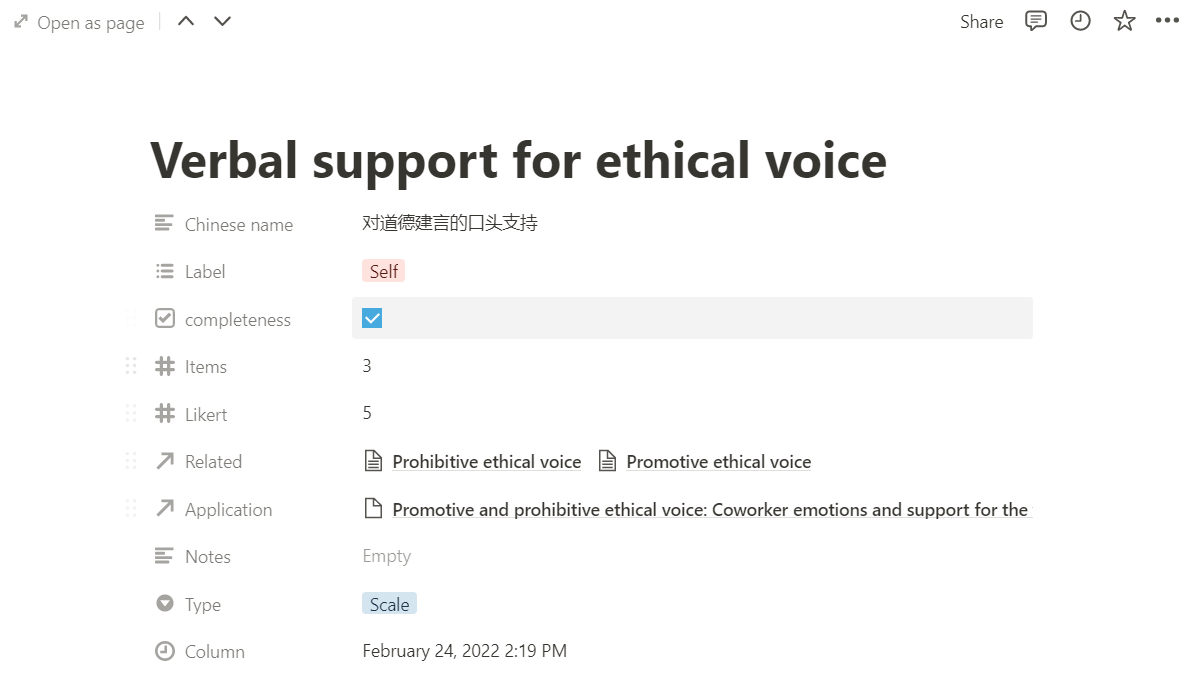 Open as page
Share
Verbal support for ethical voice
Chinese name 对道德建言的口头支持
Label Self
completeness
Items 3
Likert 5
Related Prohibitive ethical voice Promotive ethical voice
Application Promotive and prohibitive ethical voice: Coworker emotions and support for the
Notes Empty
Type Scale
Column February 24, 2022 2:19 PM